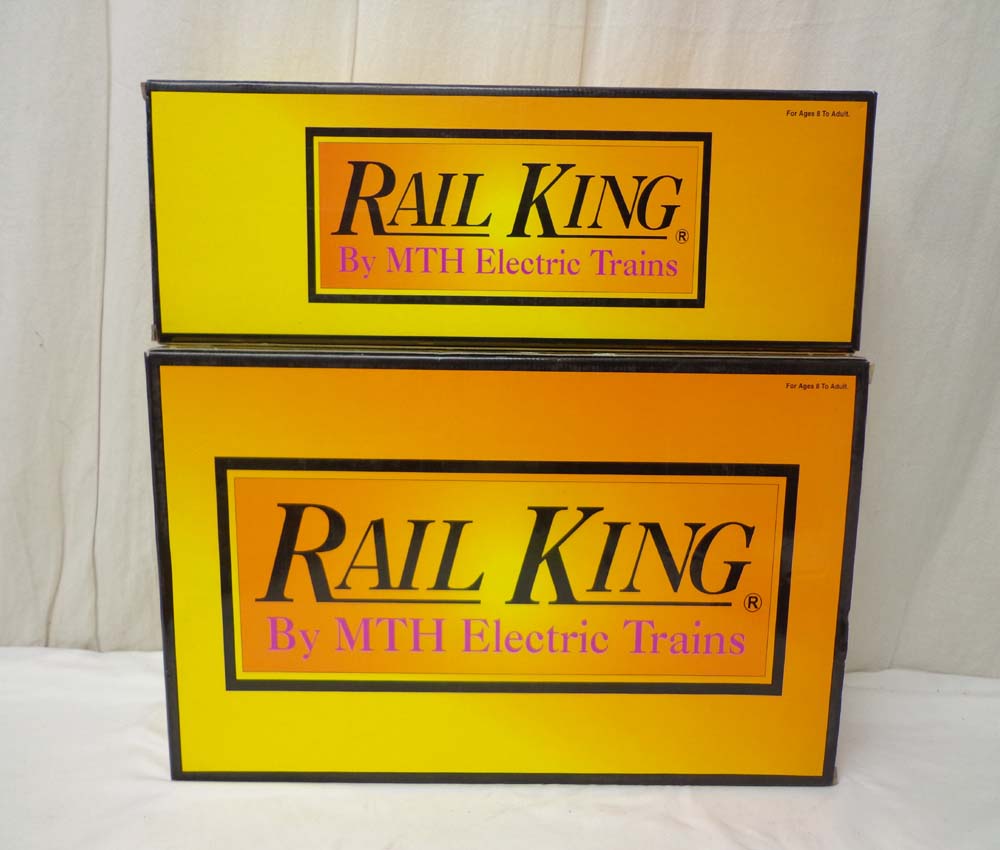 For Ages 8 To Adult.
RAIL KING®
By MTH Electric Trains
For Ages 8 To Adult.
RAIL KING®
By MTH Electric Trains